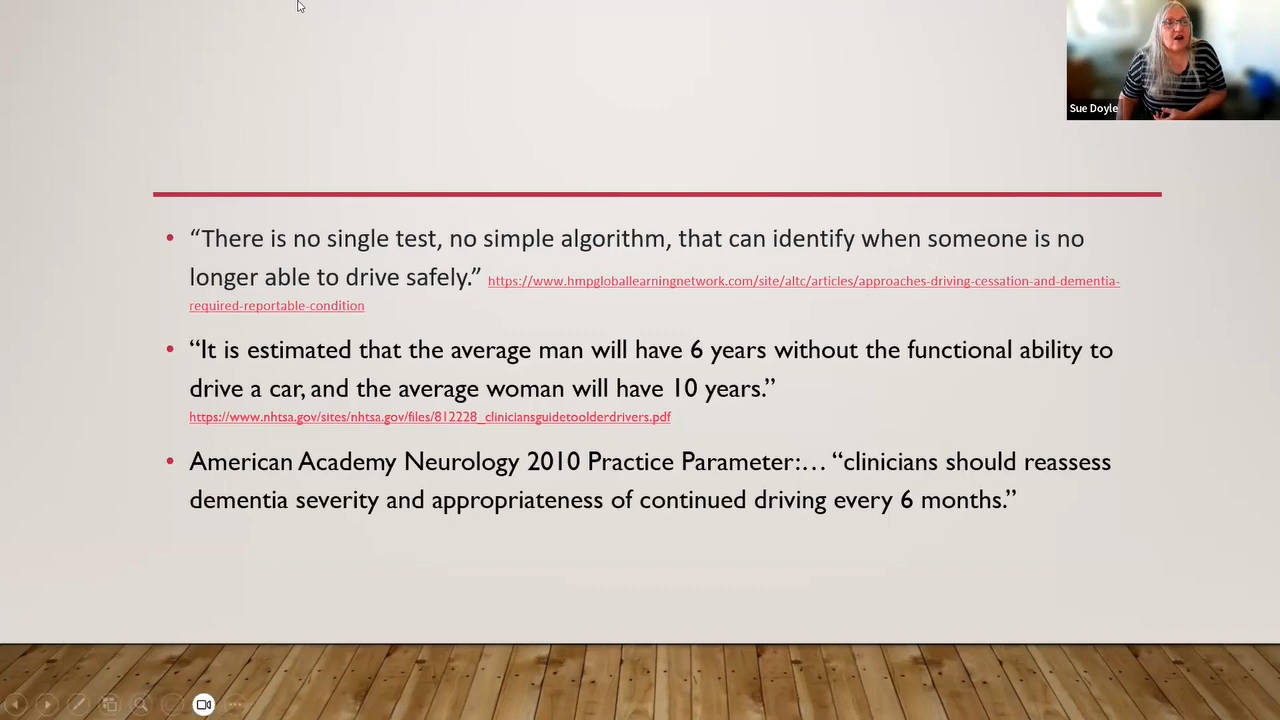 Sue Doyle
• “There is no single test, no simple algorithm, that can identify when someone is no
longer able to drive safely.” https://www.hmpgloballearningnetwork.com/site/altc/articles/approaches-driving-cessation-and-dementia-
required-reportable-condition
• “It is estimated that the average man will have 6 years without the functional ability to
drive a car, and the average woman will have 10 years.”
https://www.nhtsa.gov/sites/nhtsa.gov/files/812228_cliniciansguidetoolderdrivers.pdf
• American Academy Neurology 2010 Practice Parameter:… “clinicians should reassess
dementia severity and appropriateness of continued driving every 6 months.”